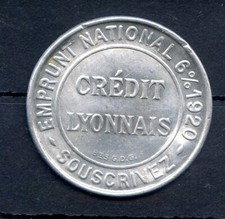 EMPRUNT NATIONAL 6% 1920
CRÉDIT
LYONNAIS
- SOUSCRIVEZ -